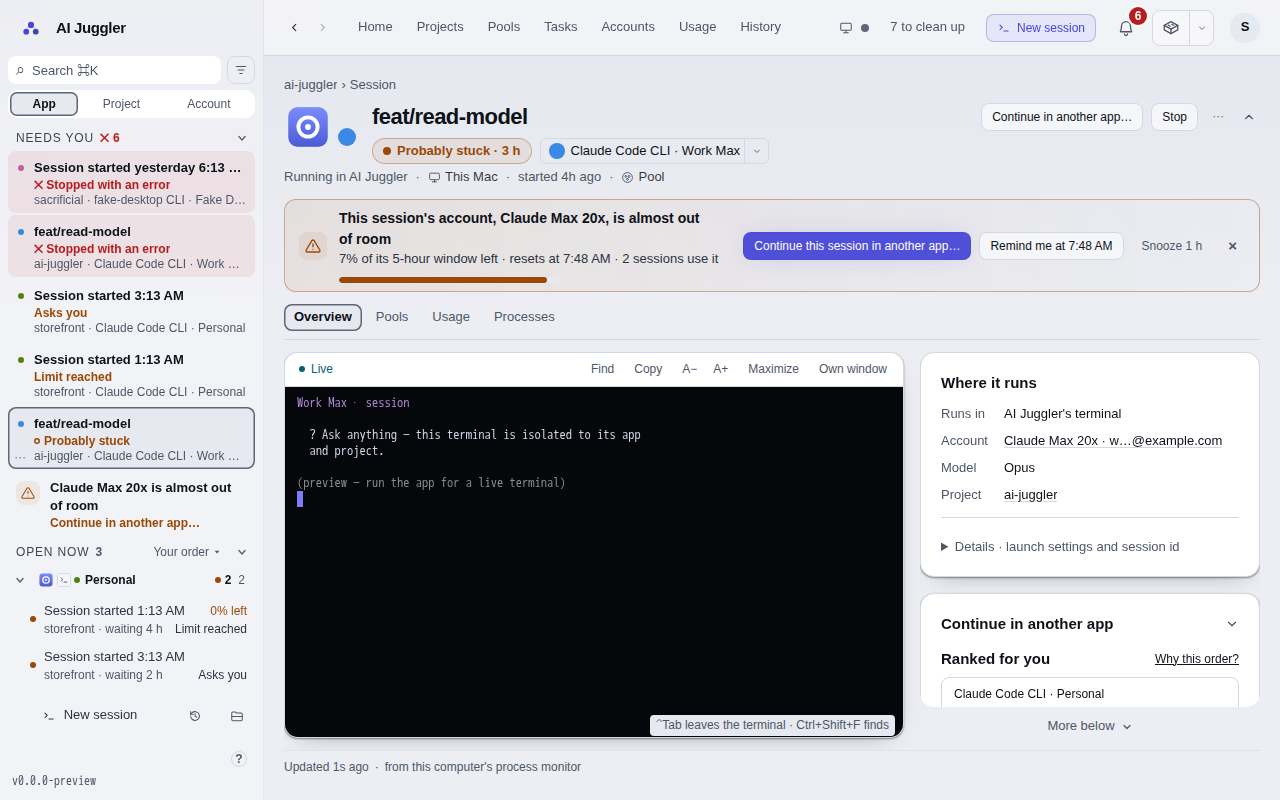 AI Juggler
Search ⌘K
App Project Account
NEEDS YOU 6
Session started yesterday 6:13 …
Stopped with an error
sacrificial · fake-desktop CLI · Fake D…
feat/read-model
Stopped with an error
ai-juggler · Claude Code CLI · Work …
Session started 3:13 AM
Asks you
storefront · Claude Code CLI · Personal
Session started 1:13 AM
Limit reached
storefront · Claude Code CLI · Personal
feat/read-model
Probably stuck
… ai-juggler · Claude Code CLI · Work …
Claude Max 20x is almost out
of room
Continue in another app…
OPEN NOW 3 Your order
Personal 2 2
Session started 1:13 AM 0% left
storefront · waiting 4 h Limit reached
Session started 3:13 AM
storefront · waiting 2 h Asks you
New session
?
v0.0.0-preview
Home Projects Pools Tasks Accounts Usage History 7 to clean up New session 6 S
ai-juggler › Session
feat/read-model
Continue in another app… Stop …
Probably stuck · 3 h Claude Code CLI · Work Max
Running in AI Juggler · This Mac · started 4h ago · Pool
This session's account, Claude Max 20x, is almost out
of room
7% of its 5-hour window left · resets at 7:48 AM · 2 sessions use it
Continue this session in another app… Remind me at 7:48 AM Snooze 1 h ×
Overview Pools Usage Processes
Live Find Copy A− A+ Maximize Own window
Work Max · session
? Ask anything — this terminal is isolated to its app
and project.
(preview — run the app for a live terminal)
^Tab leaves the terminal · Ctrl+Shift+F finds
Where it runs
Runs in AI Juggler's terminal
Account Claude Max 20x · w…@example.com
Model Opus
Project ai-juggler
Details · launch settings and session id
Continue in another app
Ranked for you Why this order?
Claude Code CLI · Personal
More below
Updated 1s ago · from this computer's process monitor